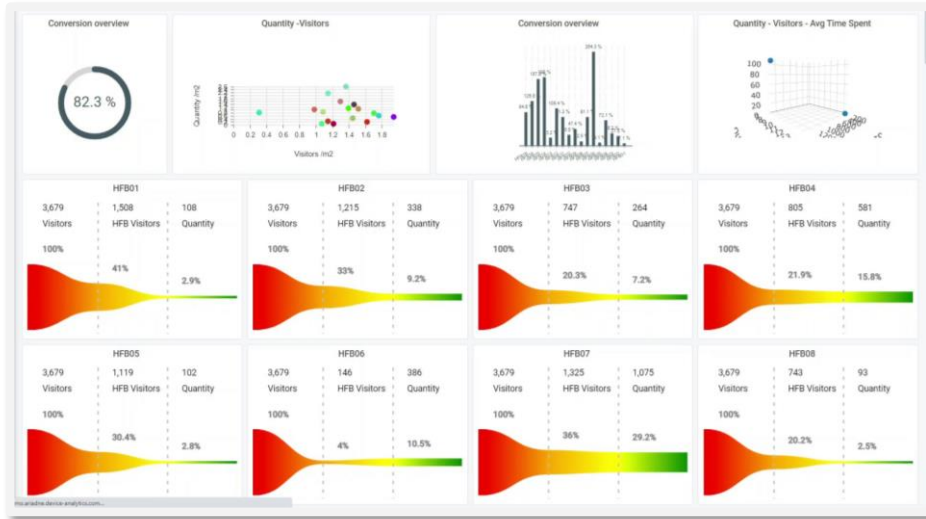 Conversion overview
82.3 %
Quantity -Visitors
Quantity /m2
0 0.2 0.4 0.6 0.8 1 1.2 1.4 1.6 1.8
Visitors /m2
Conversion overview
Quantity - Visitors - Avg Time Spent
100
80
60
40
20
HFB01
3,679 1,508 108
Visitors HFB Visitors Quantity
100%
41%
2.9%
HFB02
3,679 1,215 338
Visitors HFB Visitors Quantity
100%
33%
9.2%
HFB03
3,679 747 264
Visitors HFB Visitors Quantity
100%
20.3%
7.2%
HFB04
3,679 805 581
Visitors HFB Visitors Quantity
100%
21.9%
15.8%
HFB05
3,679 1,119 102
Visitors HFB Visitors Quantity
100%
30.4%
2.8%
HFB06
3,679 146 386
Visitors HFB Visitors Quantity
100%
4%
10.5%
HFB07
3,679 1,325 1,075
Visitors HFB Visitors Quantity
100%
36%
29.2%
HFB08
3,679 743 93
Visitors HFB Visitors Quantity
100%
20.2%
2.5%